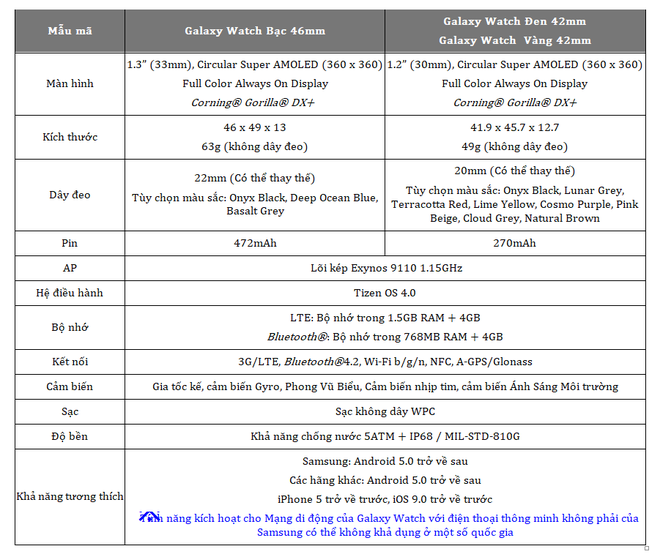 Mẫu mã
Galaxy Watch Bạc 46mm
Galaxy Watch Đen 42mm
Galaxy Watch Vàng 42mm
Màn hình
1.3” (33mm), Circular Super AMOLED (360 x 360)
Full Color Always On Display
Corning® Gorilla® DX+
1.2” (30mm), Circular Super AMOLED (360 x 360)
Full Color Always On Display
Corning® Gorilla® DX+
Kích thước
46 x 49 x 13
63g (không dây đeo)
41.9 x 45.7 x 12.7
49g (không dây đeo)
Dây đeo
22mm (Có thể thay thế)
Tùy chọn màu sắc: Onyx Black, Deep Ocean Blue,
Basalt Grey
20mm (Có thể thay thế)
Tùy chọn màu sắc: Onyx Black, Lunar Grey,
Terracotta Red, Lime Yellow, Cosmo Purple, Pink
Beige, Cloud Grey, Natural Brown
Pin
472mAh
270mAh
AP
Lõi kép Exynos 9110 1.15GHz
Hệ điều hành
Tizen OS 4.0
Bộ nhớ
LTE: Bộ nhớ trong 1.5GB RAM + 4GB
Bluetooth®: Bộ nhớ trong 768MB RAM + 4GB
Kết nối
3G/LTE, Bluetooth®4.2, Wi-Fi b/g/n, NFC, A-GPS/Glonass
Cảm biến
Gia tốc kế, cảm biến Gyro, Phong Vũ Biểu, Cảm biến nhịp tim, cảm biến Ánh Sáng Môi trường
Sạc
Sạc không dây WPC
Độ bền
Khả năng chống nước 5ATM + IP68 / MIL-STD-810G
Khả năng tương thích
Samsung: Android 5.0 trở về sau
Các hãng khác: Android 5.0 trở về sau
iPhone 5 trở về trước, iOS 9.0 trở về trước
năng kích hoạt cho Mạng di động của Galaxy Watch với điện thoại thông minh không phải của
Samsung có thể không khả dụng ở một số quốc gia